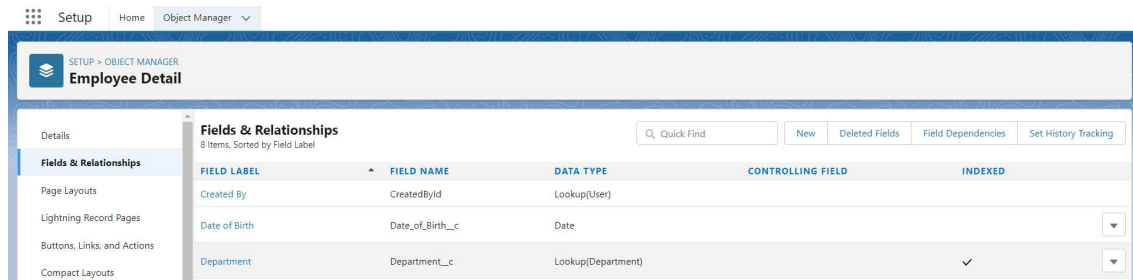 Setup Home Object Manager
SETUP > OBJECT MANAGER
Employee Detail
Details
Fields & Relationships
Page Layouts
Lightning Record Pages
Buttons, Links, and Actions
Compact Layouts
Fields & Relationships
8 Items, Sorted by Field Label
Quick Find New Deleted Fields Field Dependencies Set History Tracking
FIELD LABEL FIELD NAME DATA TYPE CONTROLLING FIELD INDEXED
Created By CreatedById Lookup(User)
Date of Birth Date_of_Birth__c Date
Department Department__c Lookup(Department)